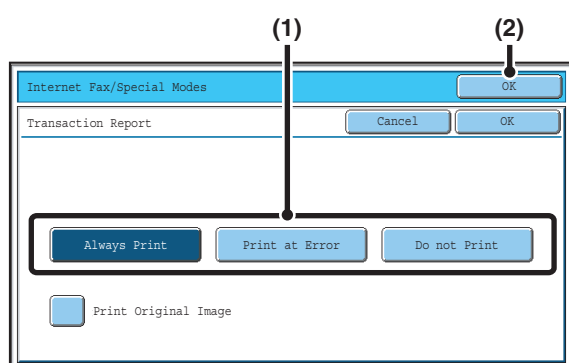 (1) (2)
Internet Fax/Special Modes OK
Transaction Report Cancel OK
Always Print Print at Error Do not Print
Print Original Image